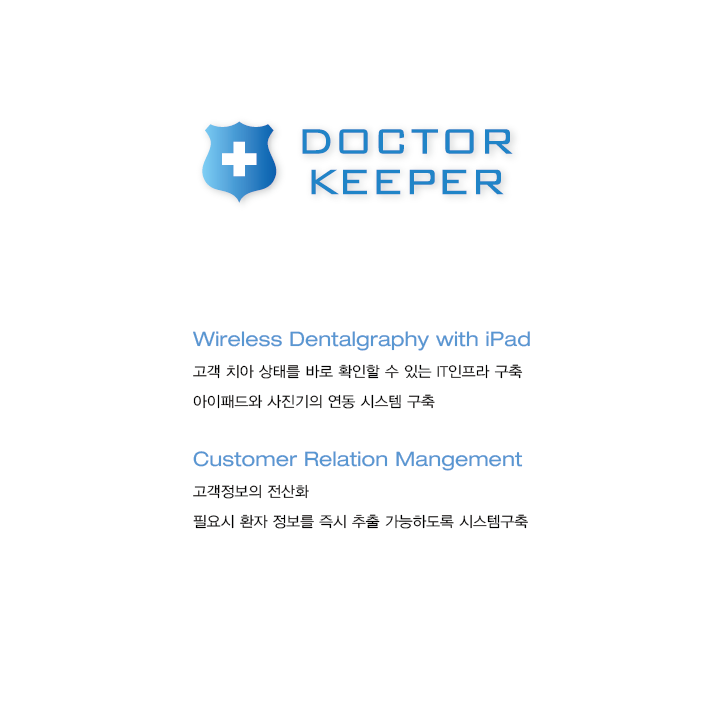 DOCTOR
KEEPER
Wireless Dentalgraphy with iPad
고객 치아 상태를 바로 확인할 수 있는 IT인프라 구축
아이패드와 사진기의 연동 시스템 구축
Customer Relation Mangement
고객정보의 전산화
필요시 환자 정보를 즉시 추출 가능하도록 시스템구축